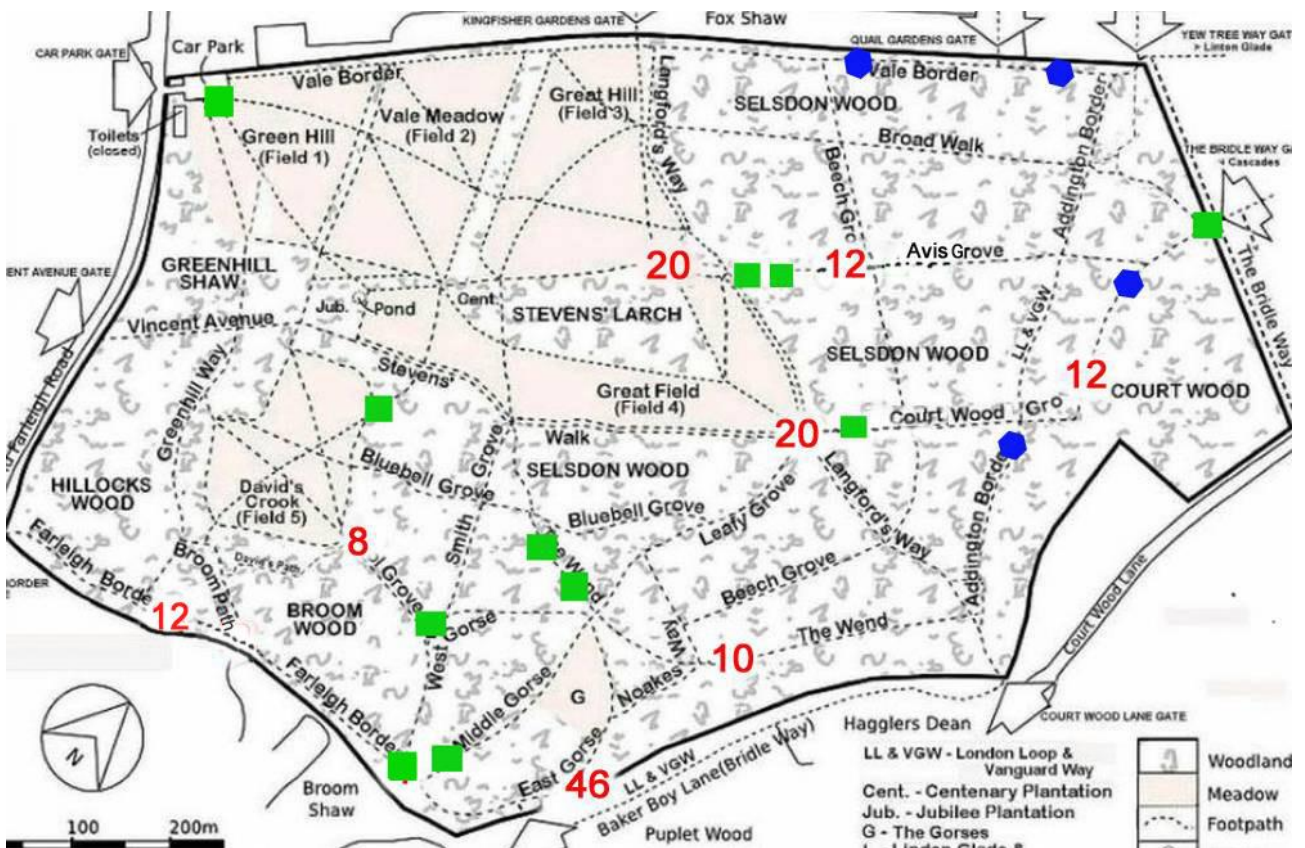 KINGFISHER GARDENS GATE
Fox Shaw
CAR PARK GATE
Car Park
QUAIL GARDENS GATE
YEW TREE WAY GAT
> Linton Glade
Vale Border
Langford's Way
Vale Border
Great Hill
(Field 3)
SELSDON WOOD
Vale Meadow
(Field 2)
Toilets
(closed)
Green Hill
(Field 1)
Broad Walk
Addington Border
Beech Gro
THE BRIDLE WAY GA
Cascades
20
12
Avis Grove
GREENHILL
SHAW
ENT AVENUE GATE
The Bridle Way
Jub.
Pond
Cent
STEVENS' LARCH
Vincent Avenue
LL & VGW
SELSDON WOOD
Stevens'
12
COURT WOOD
Greenhill Way
Great Field
(Field 4)
Court Wood
Gro
Farleigh Road
20
Walk
Bluebell Grove
Smith Grove
SELSDON WOOD
HILLOCKS
WOOD
David's
Crook
(Field 5)
Langford's Way
Addington Borde
Bluebell Grove
Leafy Grove
8
David's Path
Farleigh Borde
Broom Path
ORDER
Grove
Beech Grove
12
BROOM
WOOD
Gorse
Way
The Wend
Court Wood Lane
10
West
Farleigh Borde
Middle Gorse
G
Noakes
N
Hagglers Dean
COURT WOOD LANE GATE
East Gorse
46
LL & VGW
Baker Boy Lane(Bridle Way)
Broom
Shaw
Puplet Wood
LL & VGW - London Loop &
Vanguard Way
Cent. - Centenary Plantation
Jub. - Jubilee Plantation
G - The Gorses
Woodland
Meadow
Footpath
100
200m